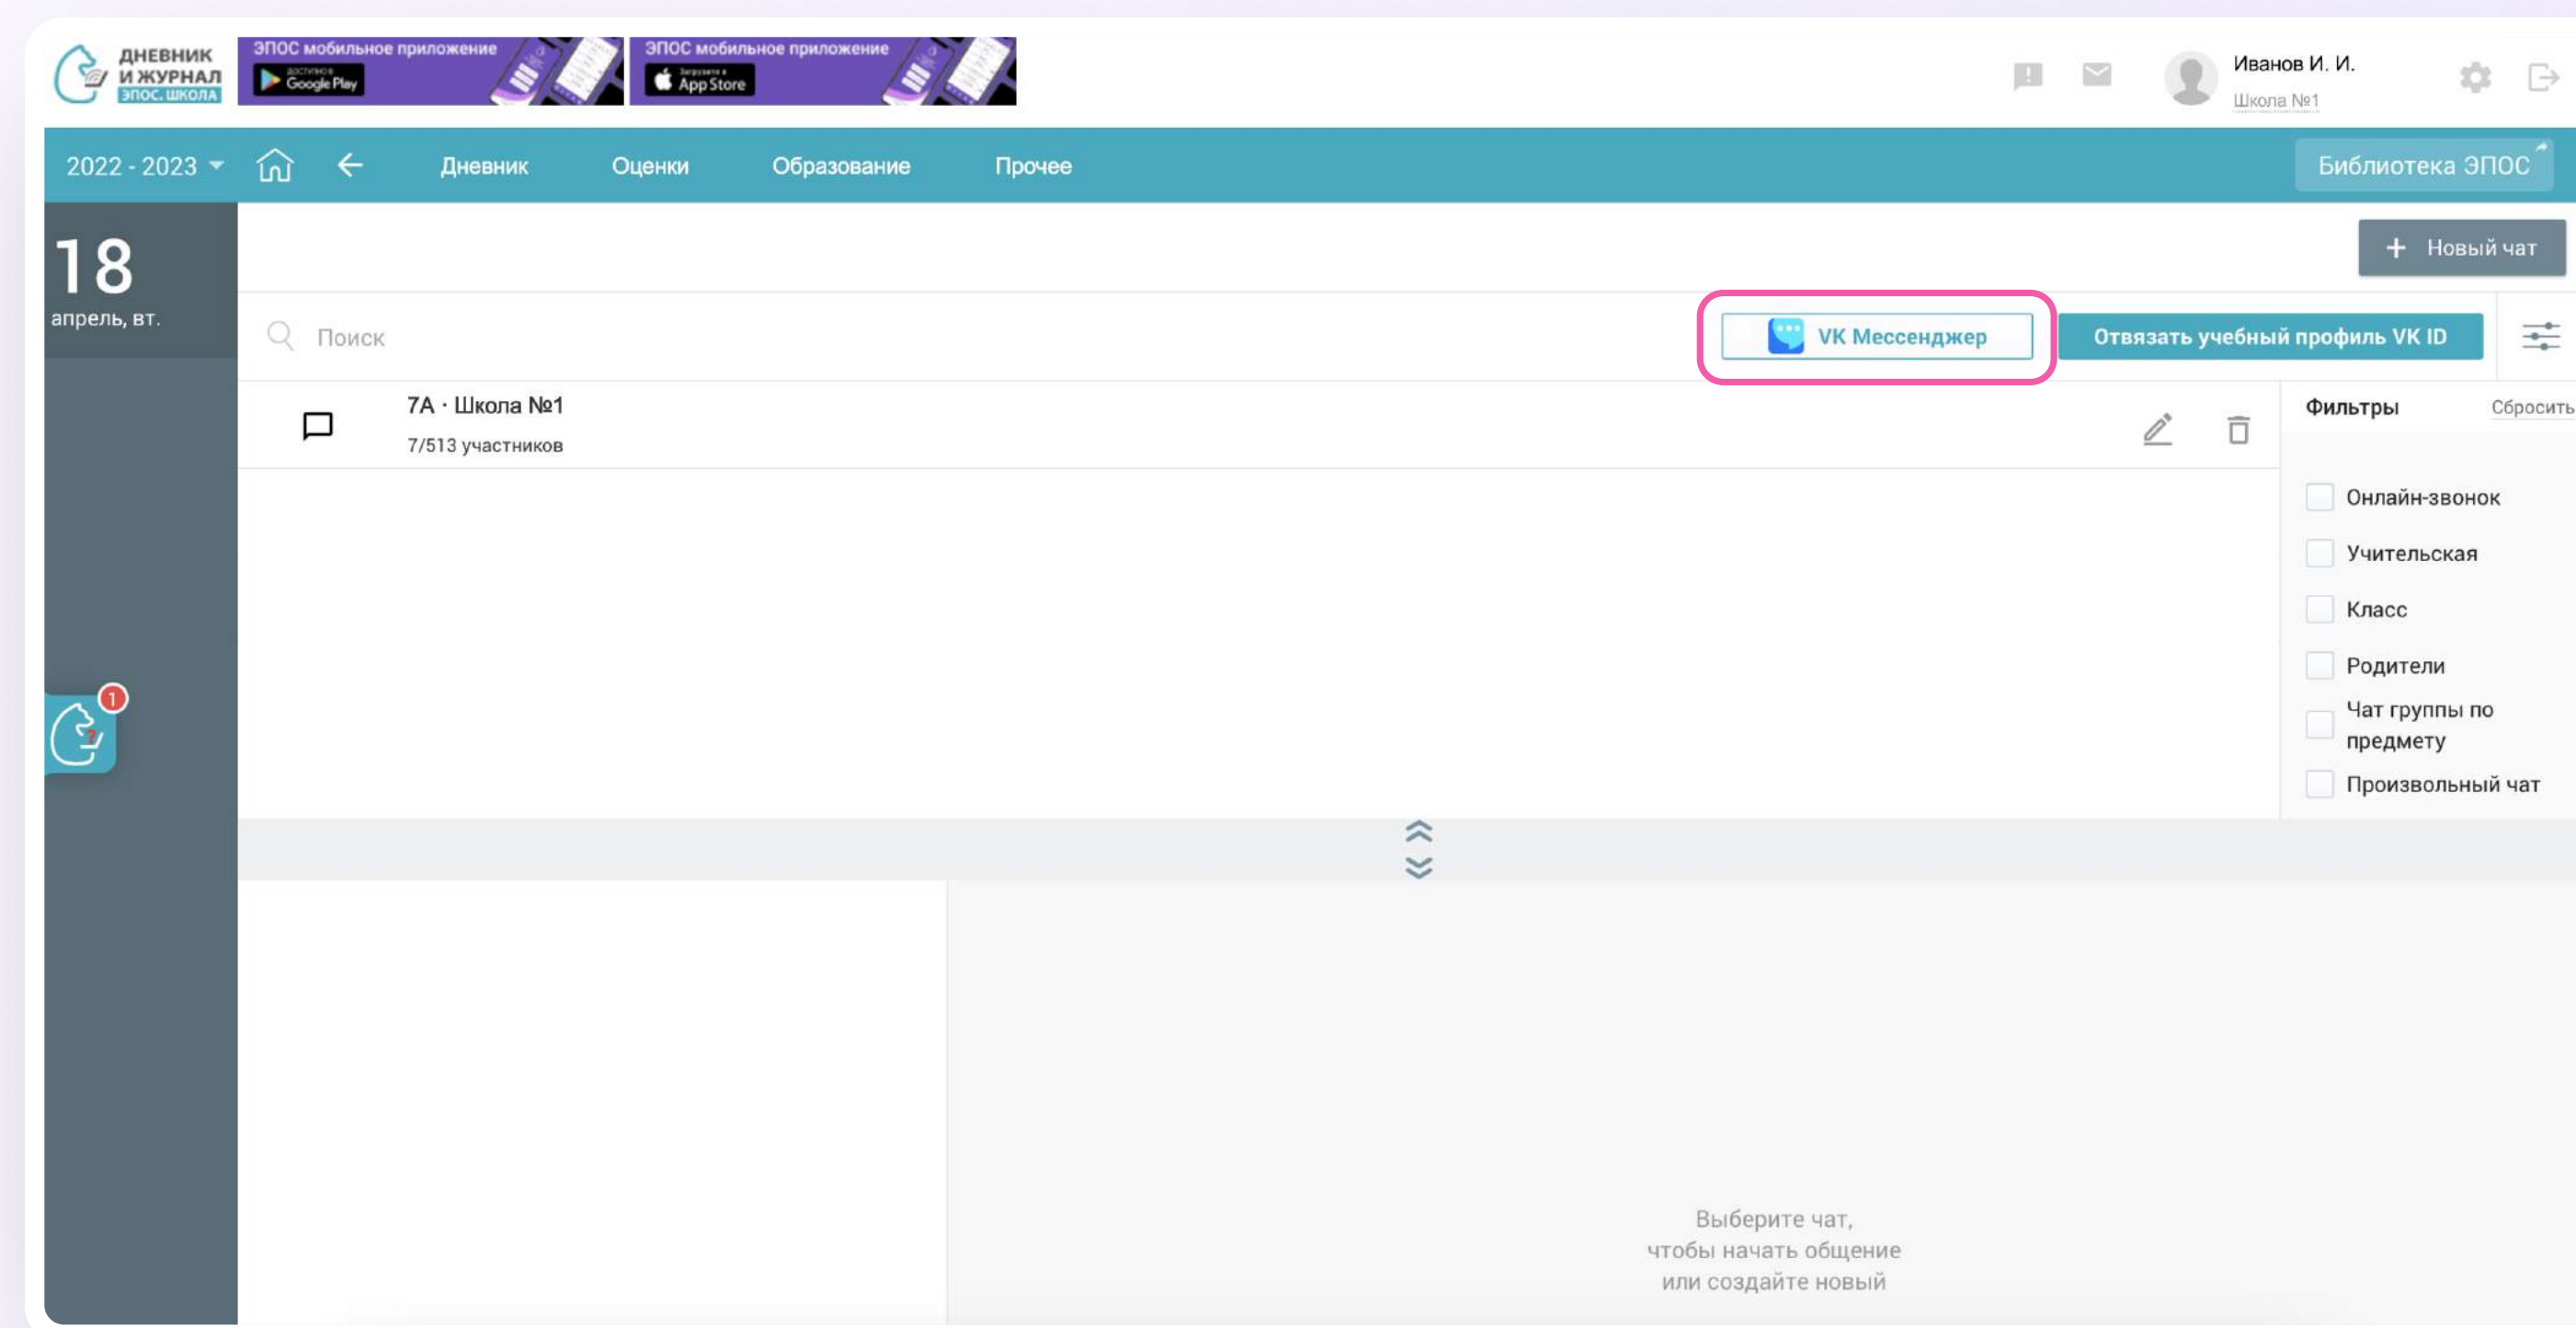 ДНЕВНИК
И ЖУРНАЛ
ЭПОС.ШКОЛА
ЭПОС мобильное приложение
ДОСТУПНО В
Google Play
ЭПОС мобильное приложение
Загрузите в
App Store
Иванов И. И.
Школа №1
2022 - 2023
Дневник
Оценки
Образование
Прочее
Библиотека ЭПОС
18
апрель, вт.
+ Новый чат
Поиск
VK Мессенджер
Отвязать учебный профиль VK ID
7А · Школа №1
7/513 участников
Фильтры
Сбросить
Онлайн-звонок
Учительская
Класс
Родители
Чат группы по
предмету
Произвольный чат
1
?
Выберите чат,
чтобы начать общение
или создайте новый